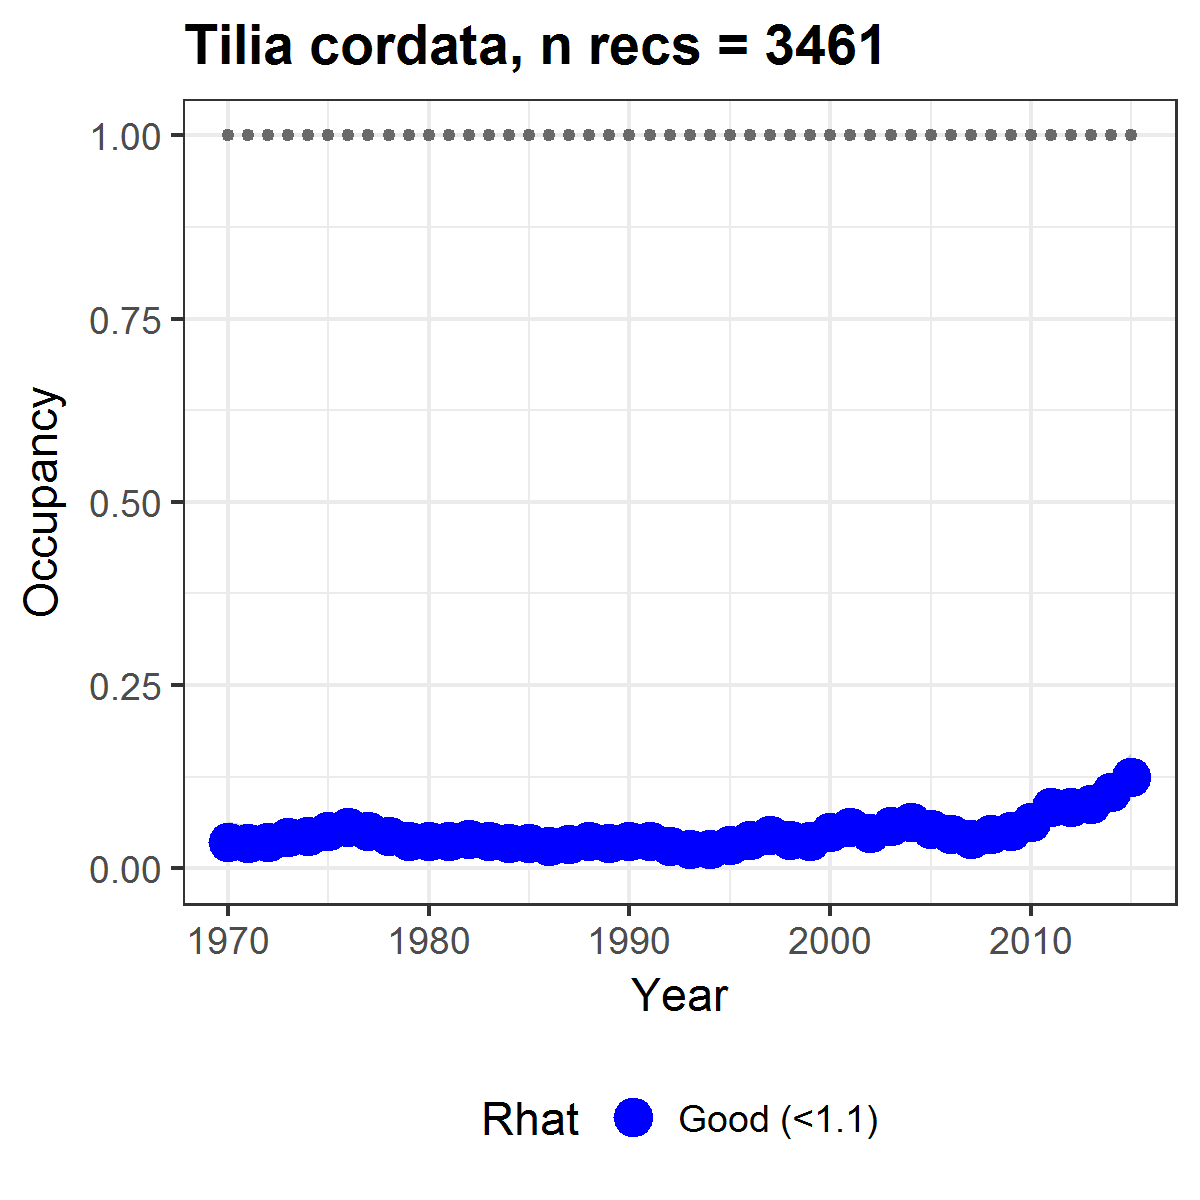 Tilia cordata, n recs = 3461
1.00
0.75
0.50
0.25
0.00
Occupancy
1970 1980 1990 2000 2010
Year
Rhat Good (<1.1)